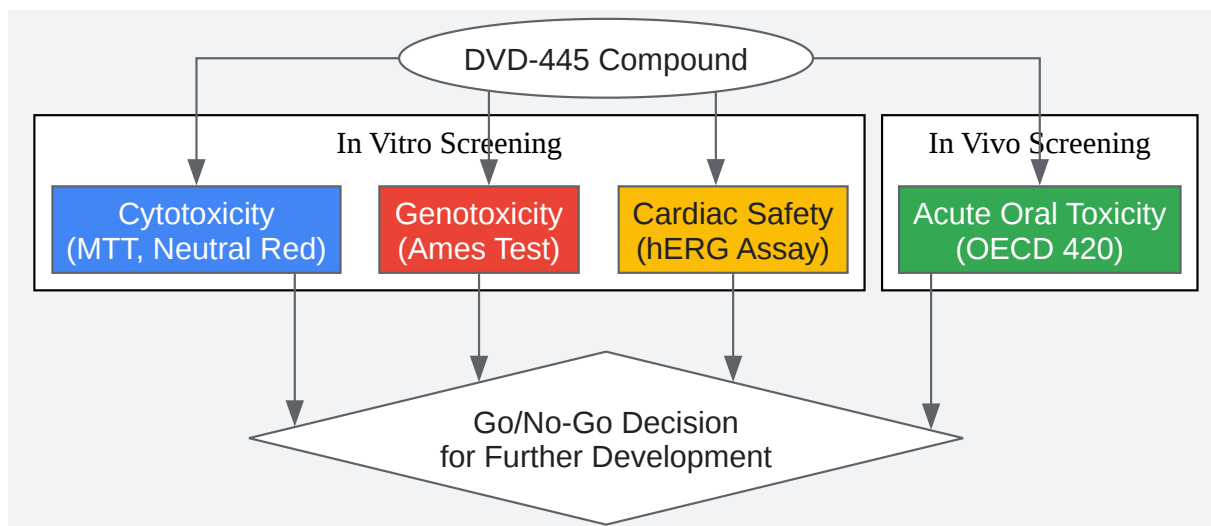 DVD-445 Compound
In Vitro Screening
In Vivo Screening
Cytotoxicity
(MTT, Neutral Red)
Genotoxicity
(Ames Test)
Cardiac Safety
(hERG Assay)
Acute Oral Toxicity
(OECD 420)
Go/No-Go Decision
for Further Development